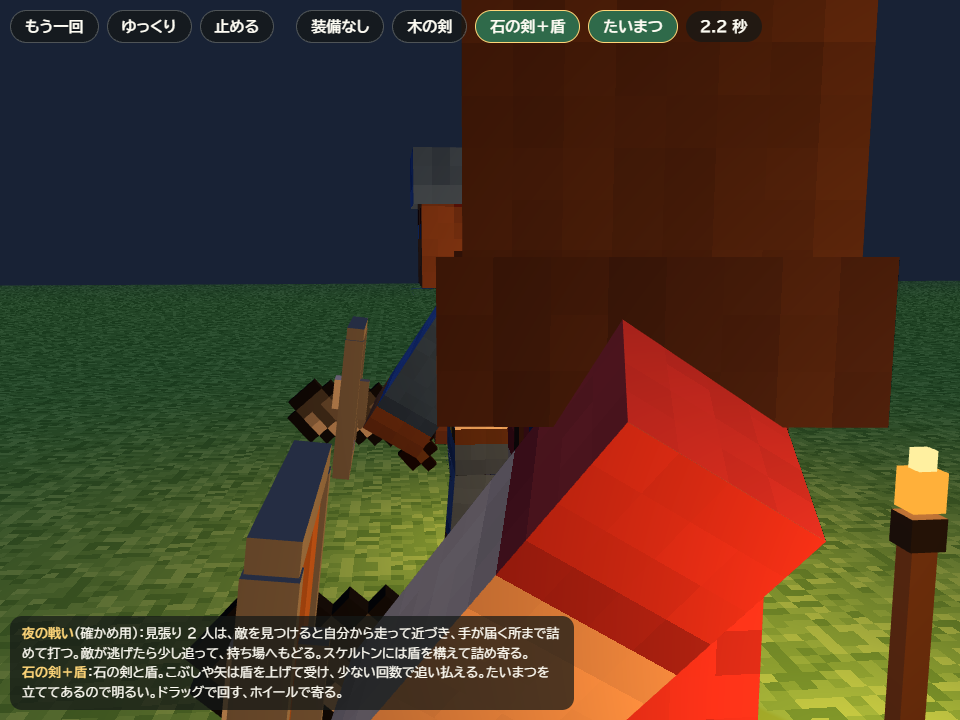 もう一回 ゆっくり 止める 装備なし 木の剣 石の剣＋盾 たいまつ 2.2 秒
夜の戦い（確かめ用）：見張り 2 人は、敵を見つけると自分から走って近づき、手が届く所まで詰
めて打つ。敵が逃げたら少し追って、持ち場へもどる。スケルトンには盾を構えて詰め寄る。
石の剣＋盾：石の剣と盾。こぶしや矢は盾を上げて受け、少ない回数で追い払える。たいまつを
立ててあるので明るい。ドラッグで回す、ホイールで寄る。